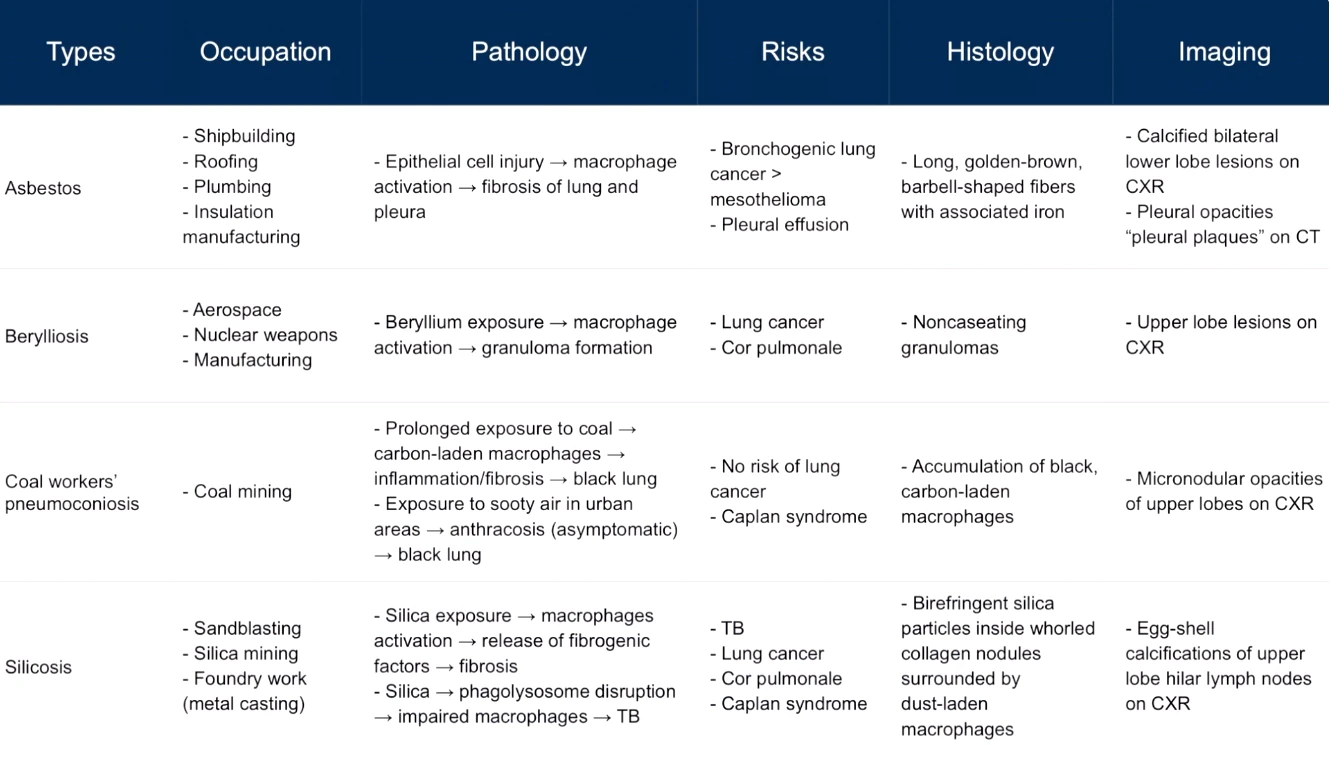 Types Occupation Pathology Risks Histology Imaging
Asbestos
- Shipbuilding
- Roofing
- Plumbing
- Insulation
manufacturing
- Epithelial cell injury → macrophage
activation → fibrosis of lung and
pleura
- Bronchogenic lung
cancer >
mesothelioma
- Pleural effusion
- Long, golden-brown,
barbell-shaped fibers
with associated iron
- Calcified bilateral
lower lobe lesions on
CXR
- Pleural opacities
“pleural plaques” on CT
Berylliosis
- Aerospace
- Nuclear weapons
- Manufacturing
- Beryllium exposure → macrophage
activation → granuloma formation
- Lung cancer
- Cor pulmonale
- Noncaseating
granulomas
- Upper lobe lesions on
CXR
Coal workers’
pneumoconiosis
- Coal mining
- Prolonged exposure to coal →
carbon-laden macrophages →
inflammation/fibrosis → black lung
- Exposure to sooty air in urban
areas → anthracosis (asymptomatic)
→ black lung
- No risk of lung
cancer
- Caplan syndrome
- Accumulation of black,
carbon-laden
macrophages
- Micronodular opacities
of upper lobes on CXR
Silicosis
- Sandblasting
- Silica mining
- Foundry work
(metal casting)
- Silica exposure → macrophages
activation → release of fibrogenic
factors → fibrosis
- Silica → phagolysosome disruption
→ impaired macrophages → TB
- TB
- Lung cancer
- Cor pulmonale
- Caplan syndrome
- Birefringent silica
particles inside whorled
collagen nodules
surrounded by
dust-laden
macrophages
- Egg-shell
calcifications of upper
lobe hilar lymph nodes
on CXR